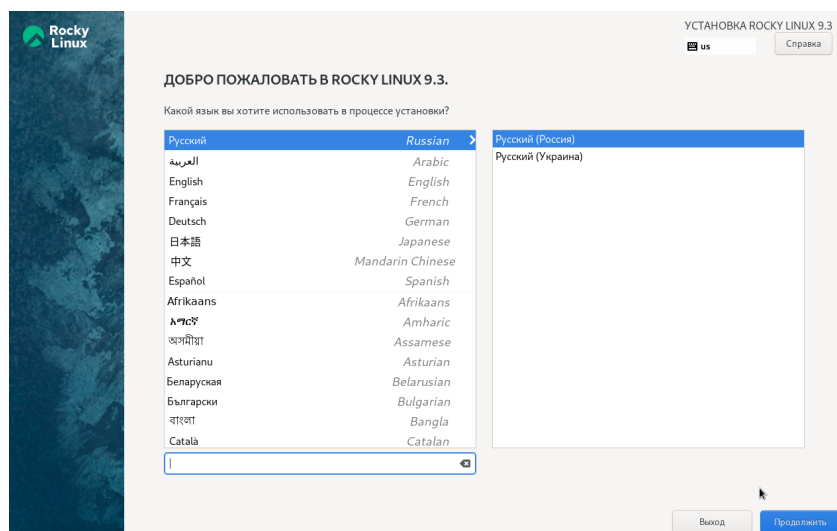 Rocky
Linux
УСТАНОВКА ROCKY LINUX 9.3
us
Справка
ДОБРО ПОЖАЛОВАТЬ В ROCKY LINUX 9.3.
Какой язык вы хотите использовать в процессе установки?
Русский Russian
العربية Arabic
English English
Français French
Deutsch German
日本語 Japanese
中文 Mandarin Chinese
Español Spanish
Afrikaans Afrikaans
አማርኛ Amharic
অসমীয়া Assamese
Asturianu Asturian
Беларуская Belarusian
Български Bulgarian
বাংলা Bangla
Català Catalan
Русский (Россия)
Русский (Украина)
Выход
Продолжить